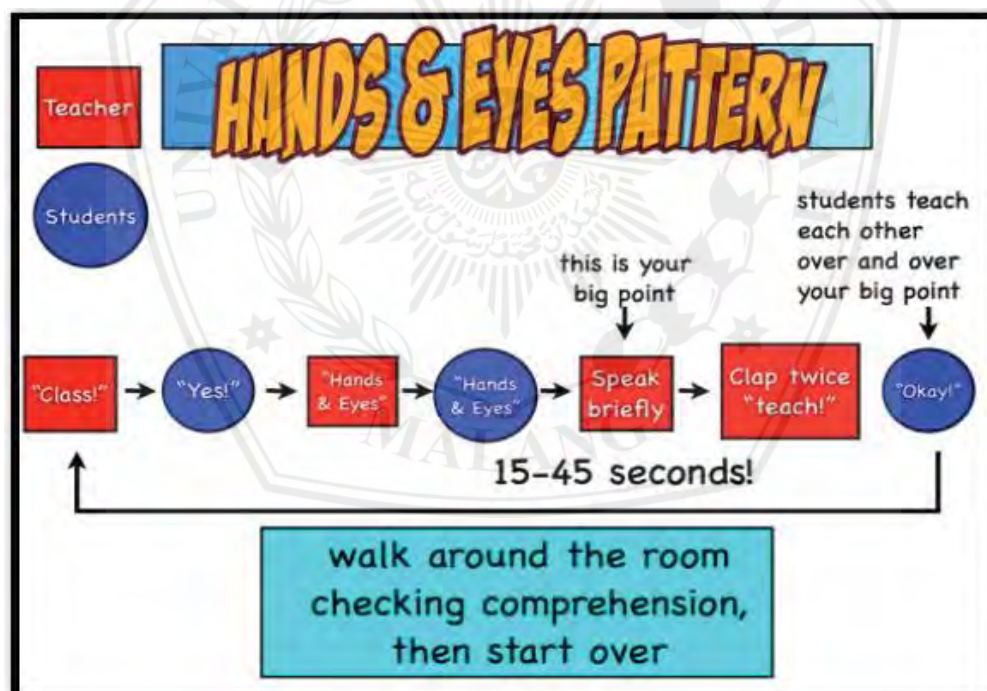 HANDS & EYES PATTERN
Teacher
Students
this is your
big point
students teach
each other
over and over
your big point
"Class!"
"Yes!"
"Hands
& Eyes"
"Hands
& Eyes"
Speak
briefly
Clap twice
"teach!"
"Okay!"
15-45 seconds!
walk around the room
checking comprehension,
then start over
MALANG